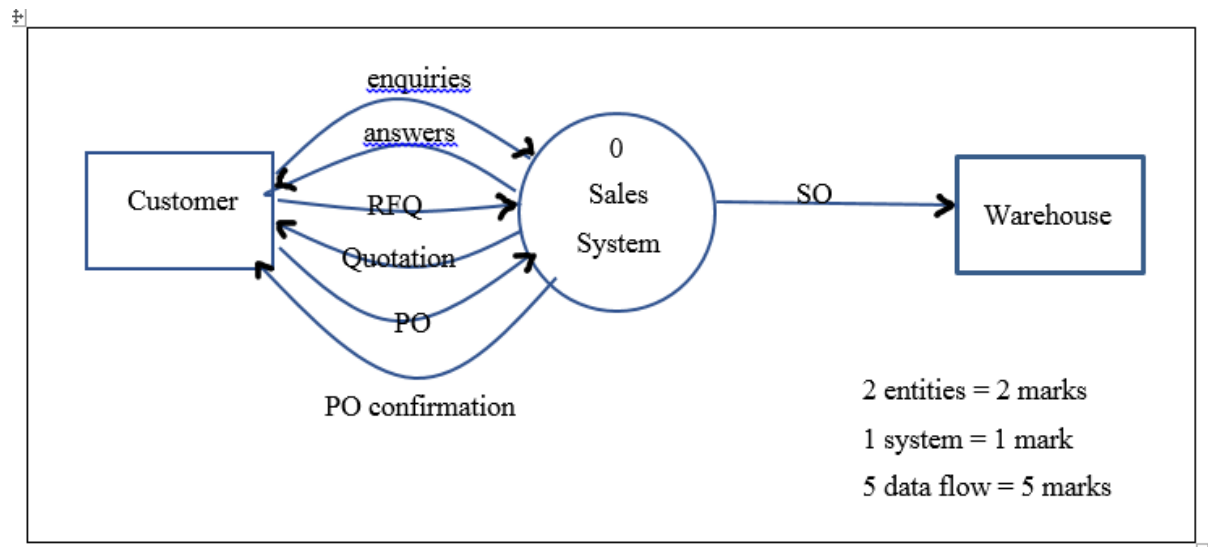 enquiries
answers
RFQ
Quotation
PO
PO confirmation
Customer
0
Sales
System
SO
Warehouse
2 entities = 2 marks
1 system = 1 mark
5 data flow = 5 marks